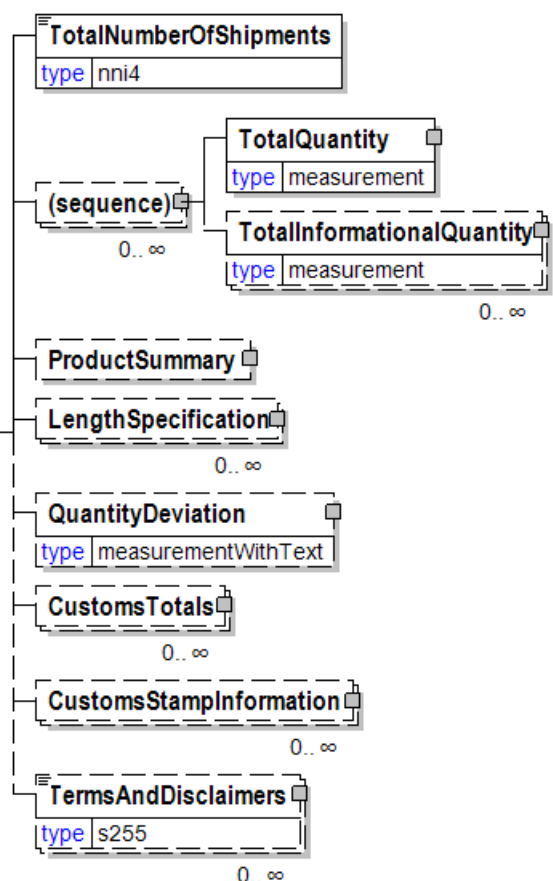 TotalNumberOfShipments
type nni4
TotalQuantity
type measurement
(sequence)
0.. ∞
TotalInformationalQuantity
type measurement
0.. ∞
ProductSummary
LengthSpecification
0.. ∞
QuantityDeviation
type measurementWithText
CustomsTotals
0.. ∞
CustomsStampInformation
0.. ∞
TermsAndDisclaimers
type s255
0.. ∞